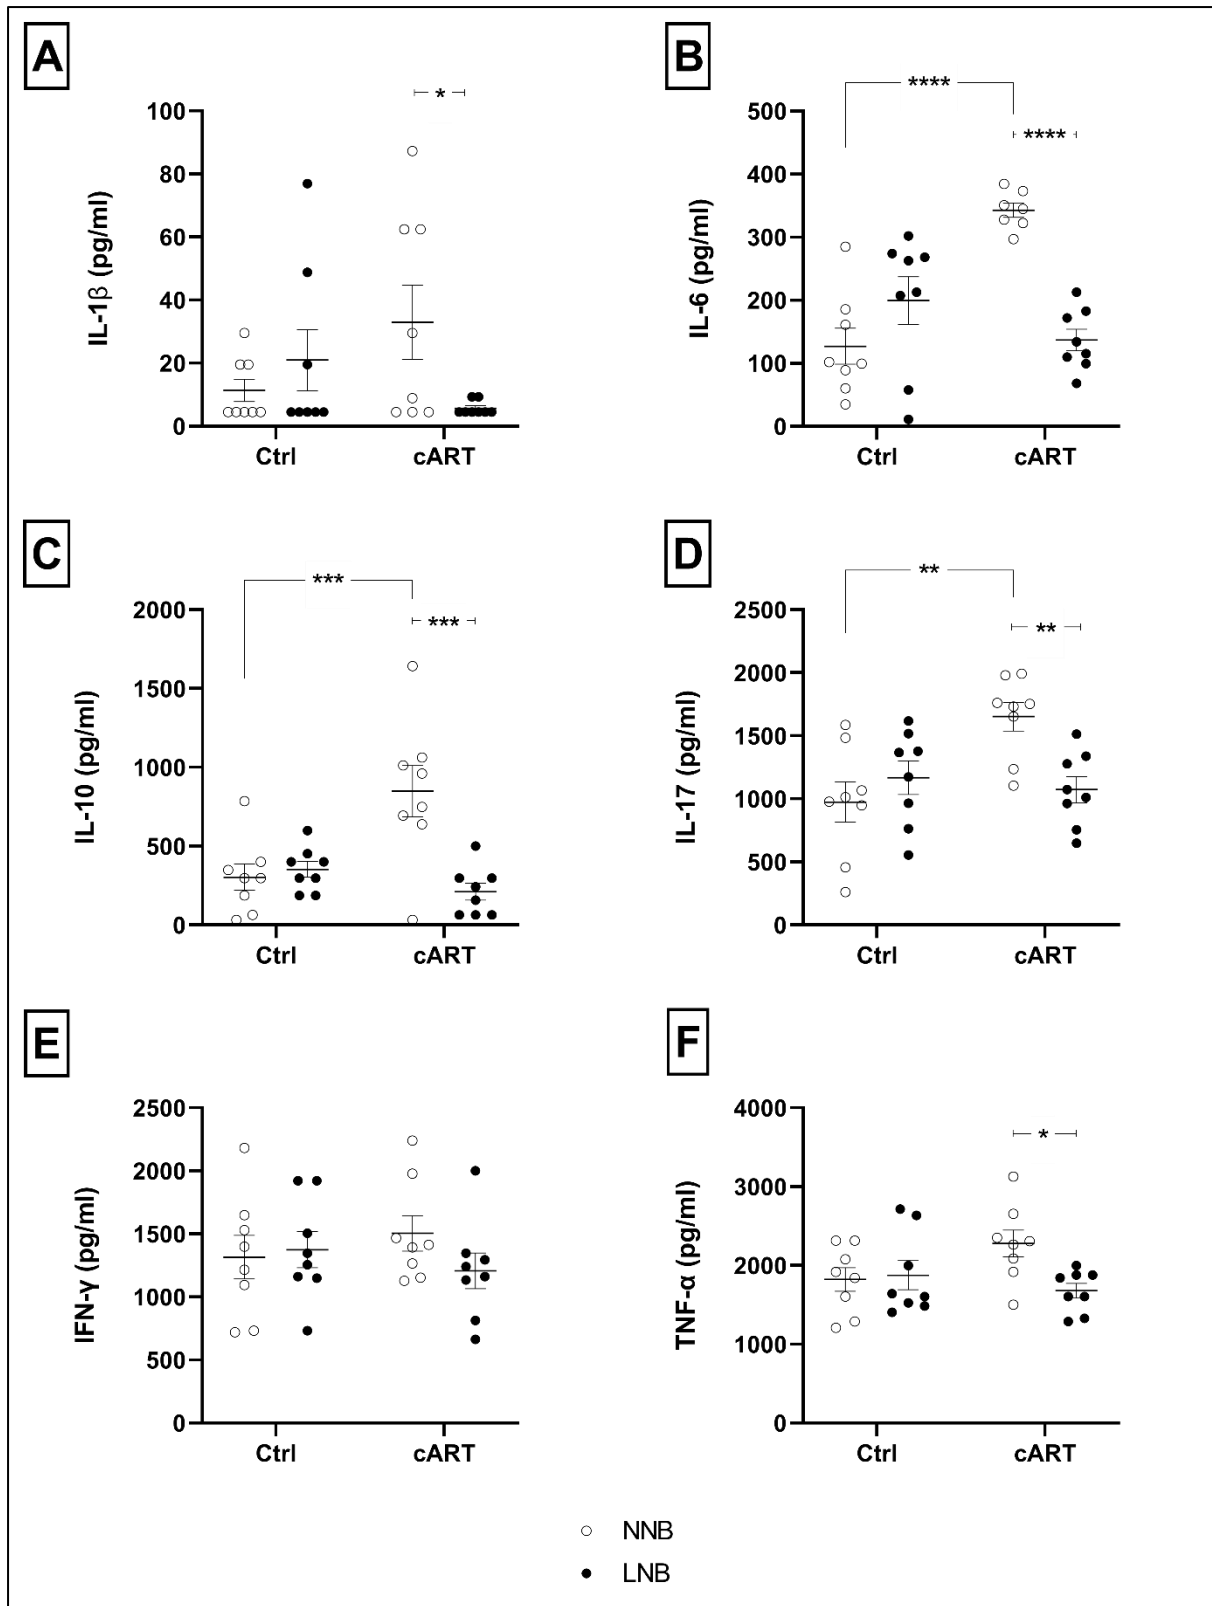 A
IL-1β (pg/ml)
*
100
80
60
40
20
0
Ctrl
cART
B
IL-6 (pg/ml)
****
****
500
400
300
200
100
0
Ctrl
cART
C
IL-10 (pg/ml)
***
***
2000
1500
1000
500
0
Ctrl
cART
D
IL-17 (pg/ml)
**
**
2500
2000
1500
1000
500
0
Ctrl
cART
E
IFN-γ (pg/ml)
2500
2000
1500
1000
500
0
Ctrl
cART
F
TNF-α (pg/ml)
*
4000
3000
2000
1000
0
Ctrl
cART
NNB
LNB